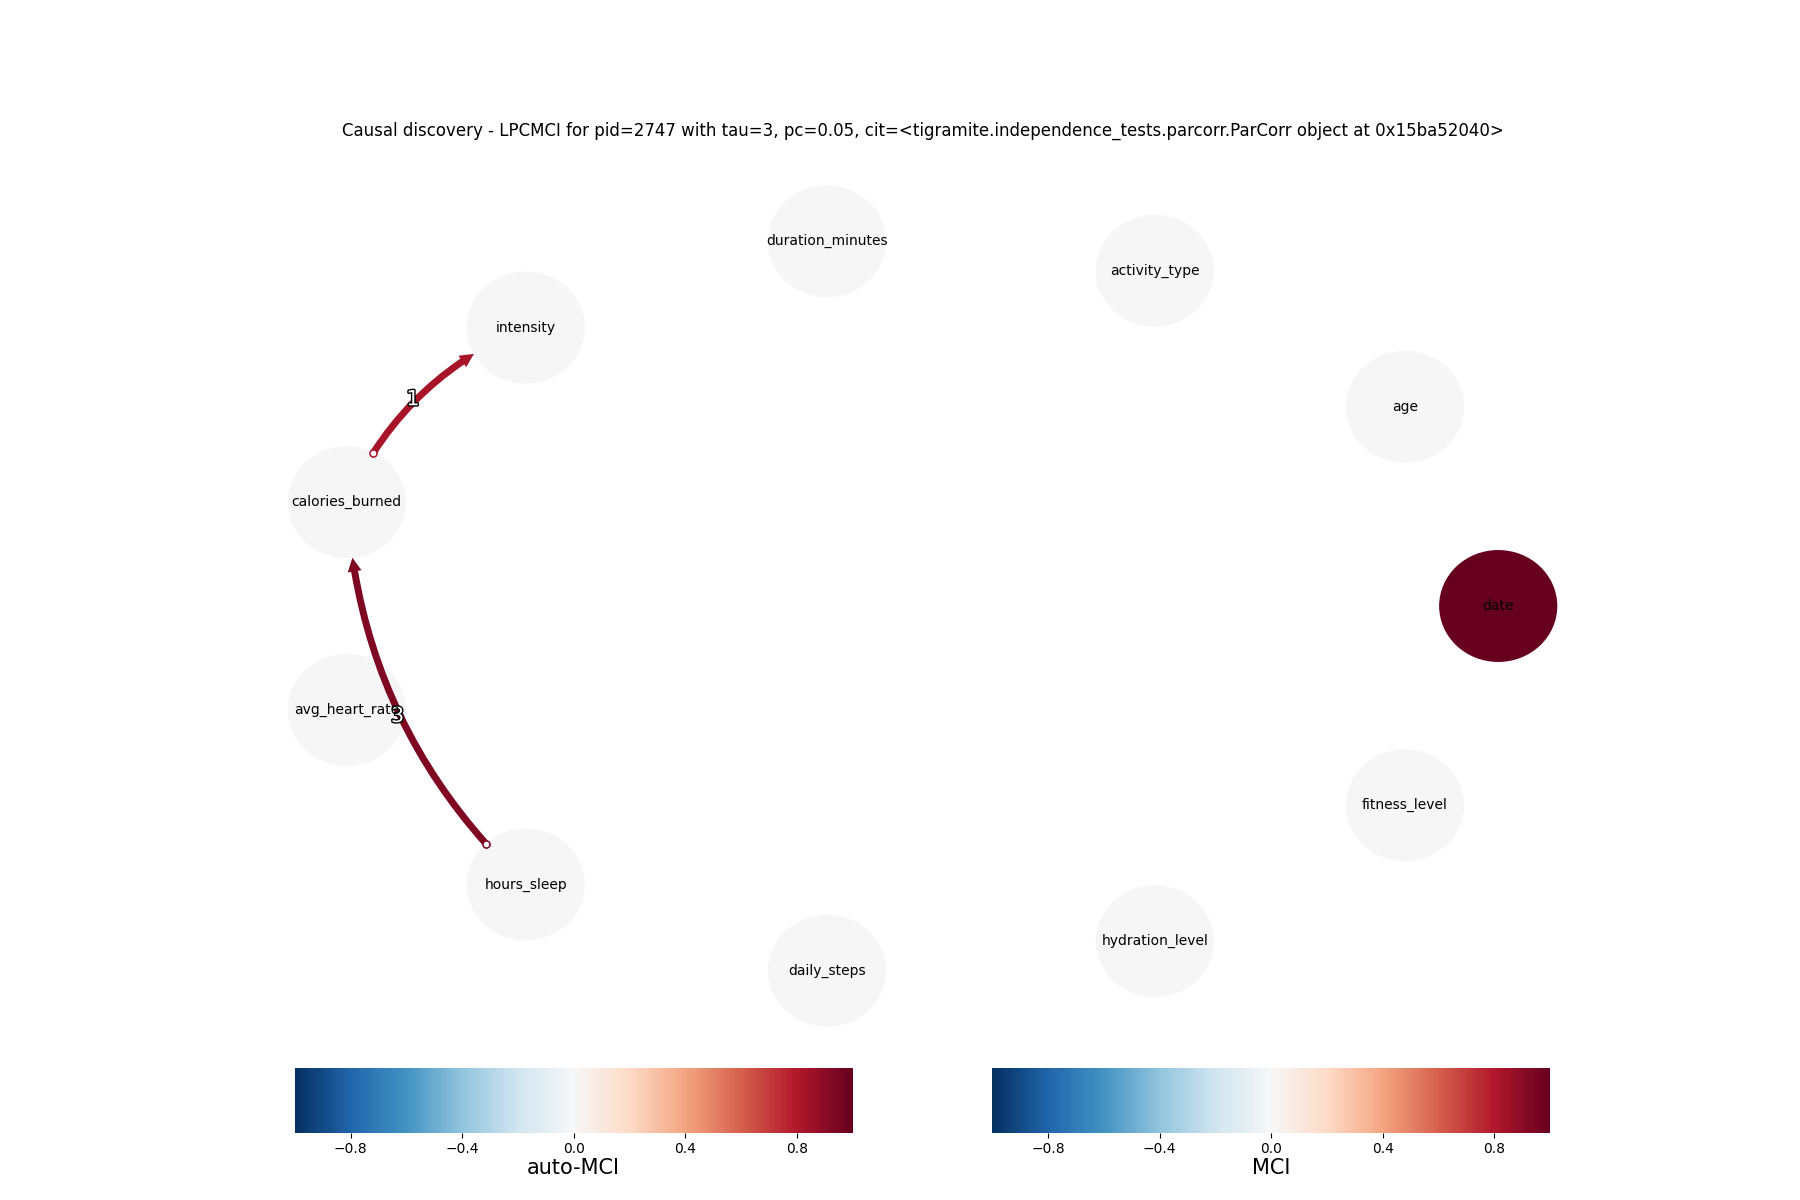 Causal discovery - LPCMCI for pid=2747 with tau=3, pc=0.05, cit=<tigramite.independence_tests.parcorr.ParCorr object at 0x15ba52040>
duration_minutes
activity_type
intensity
1
age
calories_burned
date
avg_heart_rate
3
fitness_level
hours_sleep
hydration_level
daily_steps
−0.8 −0.4 0.0 0.4 0.8
auto-MCI
−0.8 −0.4 0.0 0.4 0.8
MCI